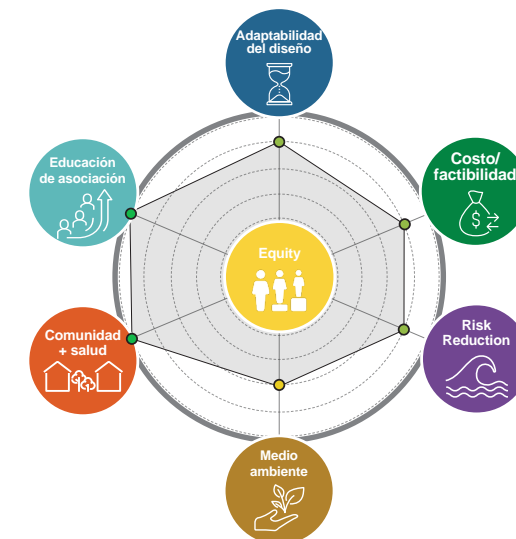 Adaptabilidad
del diseño
Educación
de asociación
Costo/
factibilidad
$
Equity
Comunidad
+ salud
Risk
Reduction
Medio
ambiente